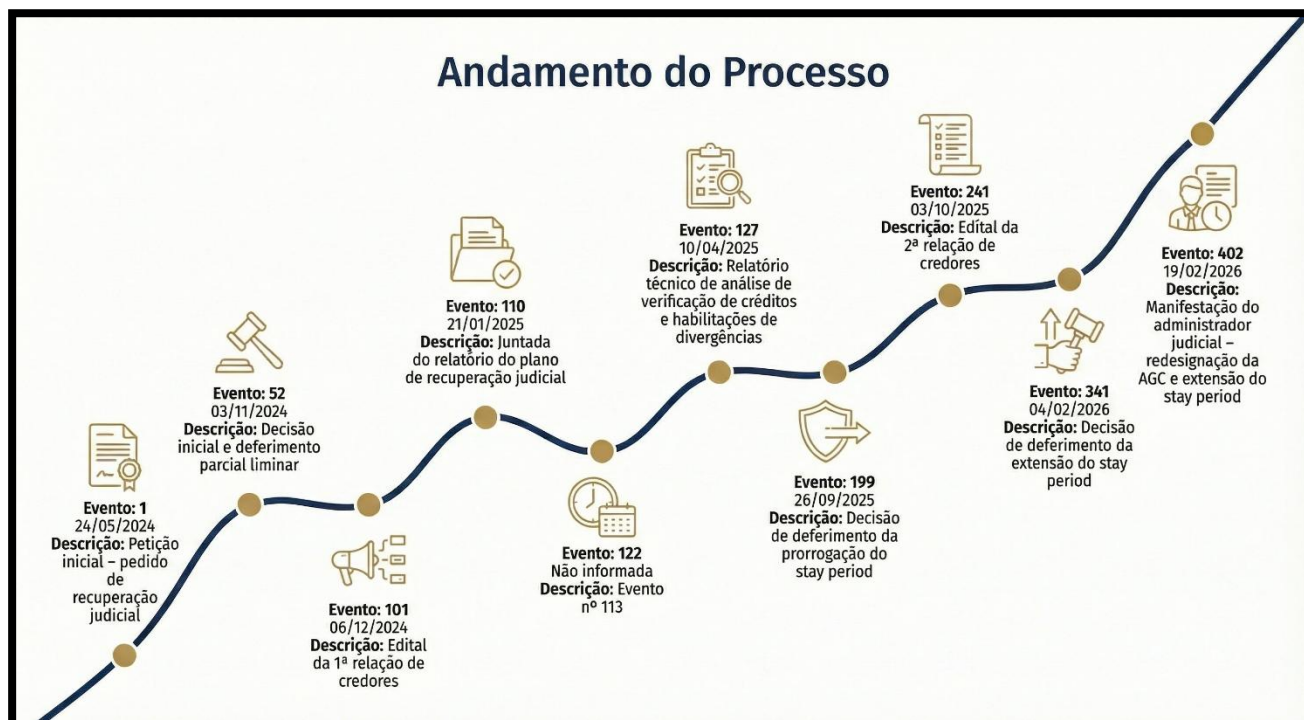 Andamento do Processo
Evento: 1
24/05/2024
Descrição: Petição
inicial – pedido
de
recuperação
judicial
Evento: 52
03/11/2024
Descrição: Decisão
inicial e deferimento
parcial liminar
Evento: 101
06/12/2024
Descrição: Edital
da 1ª relação de
credores
Evento: 110
21/01/2025
Descrição: Juntada
do relatório do plano
de recuperação judicial
Evento: 122
Não informada
Descrição: Evento
nº 113
Evento: 127
10/04/2025
Descrição: Relatório
técnico de análise de
verificação de créditos
e habilitações de
divergências
Evento: 199
26/09/2025
Descrição: Decisão
de deferimento da
prorrogação do
stay period
Evento: 241
03/10/2025
Descrição: Edital da
2ª relação de
credores
Evento: 341
04/02/2026
Descrição: Decisão
de deferimento da
extensão do stay
period
Evento: 402
19/02/2026
Descrição:
Manifestação do
administrador
judicial –
redesignação da
AGC e extensão do
stay period